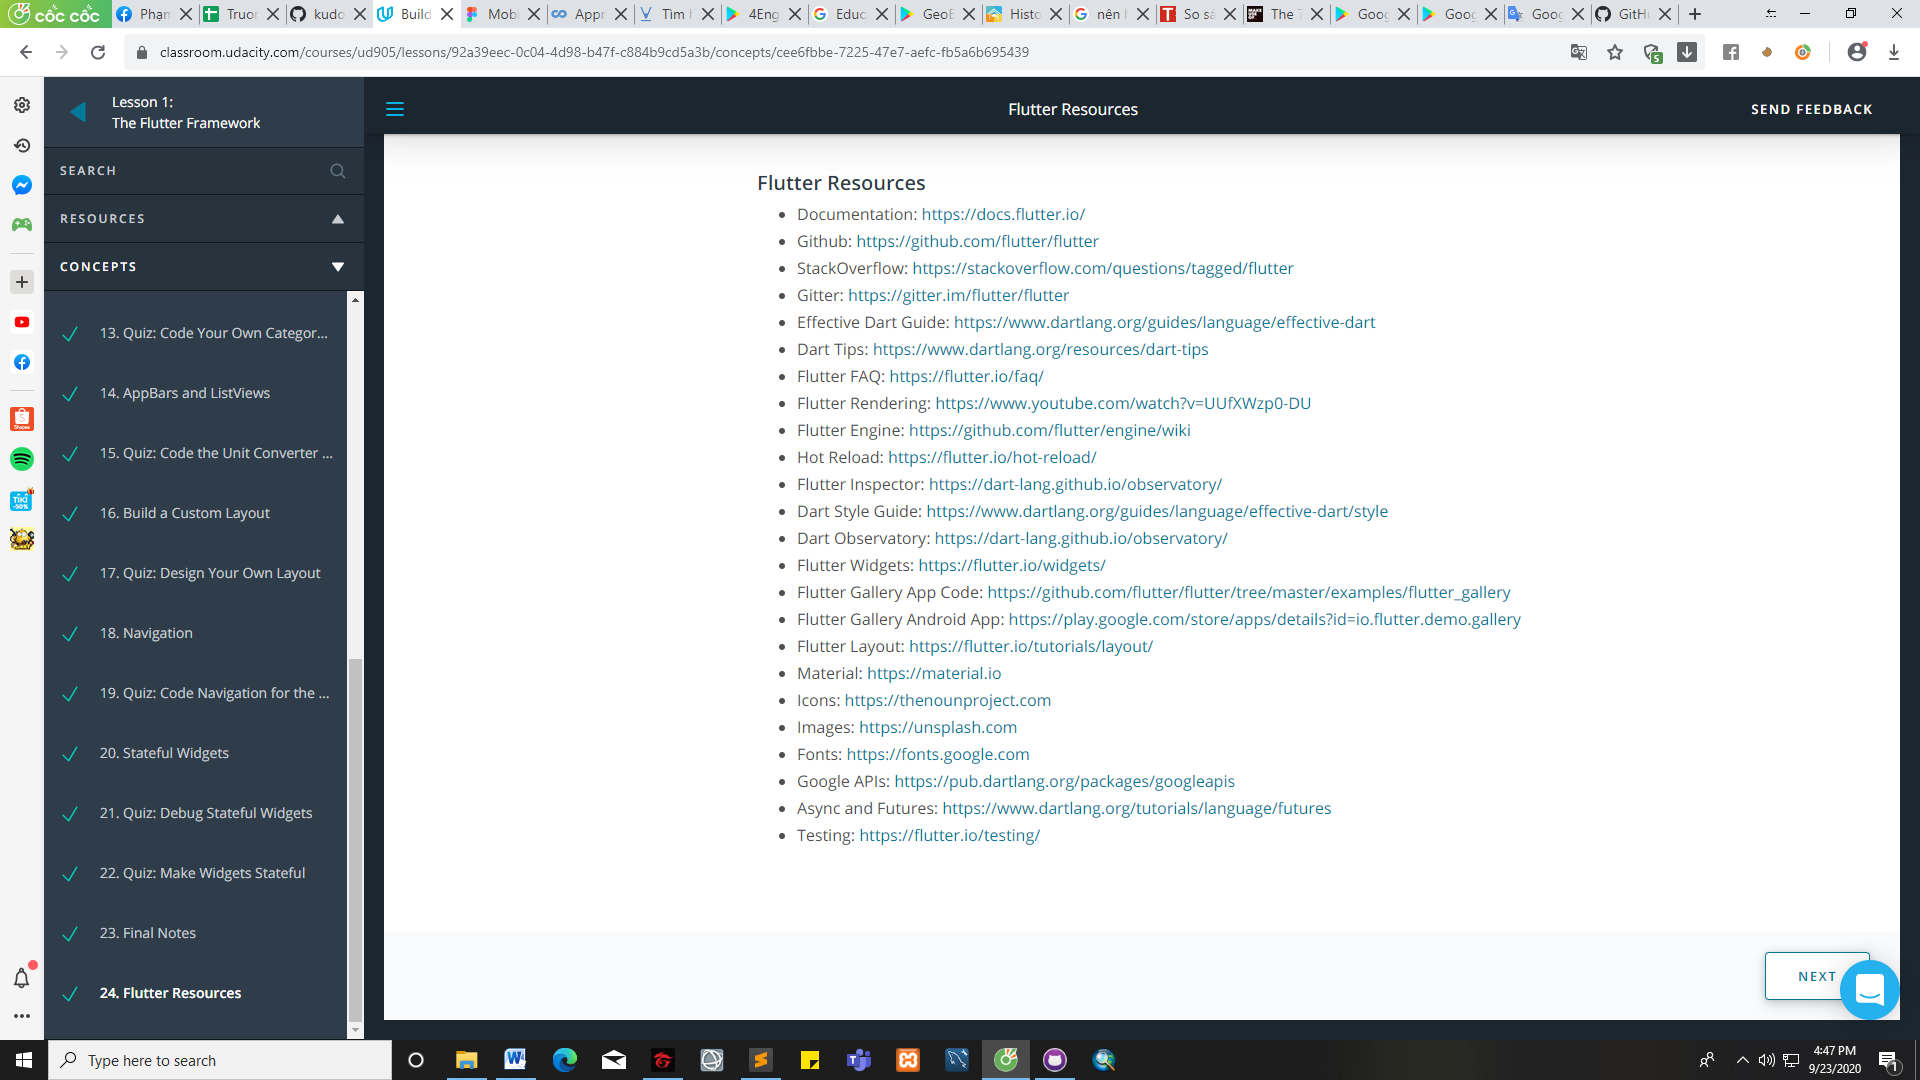 cốc cốc
Phạm
Truon
kudo
Build
Mobi
Appr
Tìm k
4Eng
Educ
GeoE
Histo
nên h
So sá
The 7
Goog
Goog
Goog
GitHu
classroom.udacity.com/courses/ud905/lessons/92a39eec-0c04-4d98-b47f-c884b9cd5a3b/concepts/cee6fbbe-7225-47e7-aefc-fb5a6b695439
5
Lesson 1:
The Flutter Framework
Flutter Resources
SEND FEEDBACK
SEARCH
RESOURCES
CONCEPTS
13. Quiz: Code Your Own Categor...
14. AppBars and ListViews
15. Quiz: Code the Unit Converter ...
16. Build a Custom Layout
17. Quiz: Design Your Own Layout
18. Navigation
19. Quiz: Code Navigation for the ...
20. Stateful Widgets
21. Quiz: Debug Stateful Widgets
22. Quiz: Make Widgets Stateful
23. Final Notes
24. Flutter Resources
Flutter Resources
Documentation: https://docs.flutter.io/
Github: https://github.com/flutter/flutter
StackOverflow: https://stackoverflow.com/questions/tagged/flutter
Gitter: https://gitter.im/flutter/flutter
Effective Dart Guide: https://www.dartlang.org/guides/language/effective-dart
Dart Tips: https://www.dartlang.org/resources/dart-tips
Flutter FAQ: https://flutter.io/faq/
Flutter Rendering: https://www.youtube.com/watch?v=UUfXWzp0-DU
Flutter Engine: https://github.com/flutter/engine/wiki
Hot Reload: https://flutter.io/hot-reload/
Flutter Inspector: https://dart-lang.github.io/observatory/
Dart Style Guide: https://www.dartlang.org/guides/language/effective-dart/style
Dart Observatory: https://dart-lang.github.io/observatory/
Flutter Widgets: https://flutter.io/widgets/
Flutter Gallery App Code: https://github.com/flutter/flutter/tree/master/examples/flutter_gallery
Flutter Gallery Android App: https://play.google.com/store/apps/details?id=io.flutter.demo.gallery
Flutter Layout: https://flutter.io/tutorials/layout/
Material: https://material.io
Icons: https://thenounproject.com
Images: https://unsplash.com
Fonts: https://fonts.google.com
Google APIs: https://pub.dartlang.org/packages/googleapis
Async and Futures: https://www.dartlang.org/tutorials/language/futures
Testing: https://flutter.io/testing/
NEXT
Type here to search
4:47 PM
9/23/2020
1